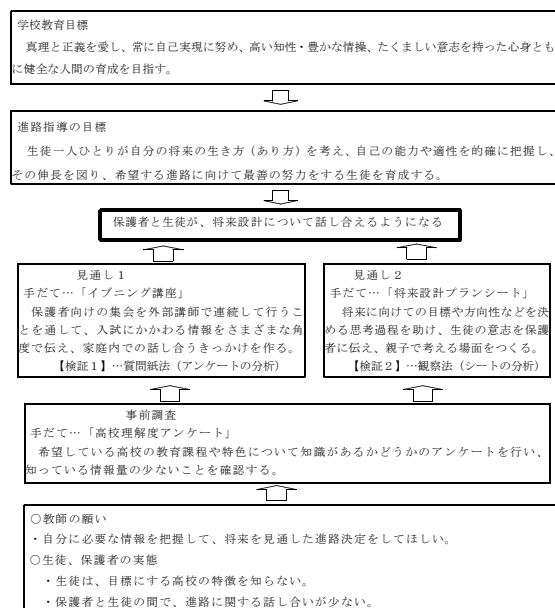 学校教育目標
真理と正義を愛し、常に自己実現に努め、高い知性・豊かな情操、たくましい意志を持った心身とも
に健全な人間の育成を目指す。
進路指導の目標
生徒一人ひとりが自分の将来の生き方（あり方）を考え、自己の能力や適性を的確に把握し、
その伸長を図り、希望する進路に向けて最善の努力をする生徒を育成する。
保護者と生徒が、将来設計について話し合えるようになる
見通し１
手だて…「イブニング講座」
保護者向けの集会を外部講師で連続して行うこ
とを通して、入試にかかわる情報をさまざまな角
度で伝え、家庭内での話し合うきっかけを作る。
【検証１】…質問紙法（アンケートの分析）
見通し２
手だて…「将来設計プランシート」
将来に向けての目標や方向性などを決
める思考過程を助け、生徒の意志を保護
者に伝え、親子で考える場面をつくる。
【検証２】…観察法（シートの分析）
事前調査
手だて…「高校理解度アンケート」
希望している高校の教育課程や特色について知識があるかどうかのアンケートを行い、
知っている情報量の少ないことを確認する。
○教師の願い
・自分に必要な情報を把握して、将来を見通した進路決定をしてほしい。
○生徒、保護者の実態
・生徒は、目標にする高校の特徴を知らない。
・保護者と生徒の間で、進路に関する話し合いが少ない。